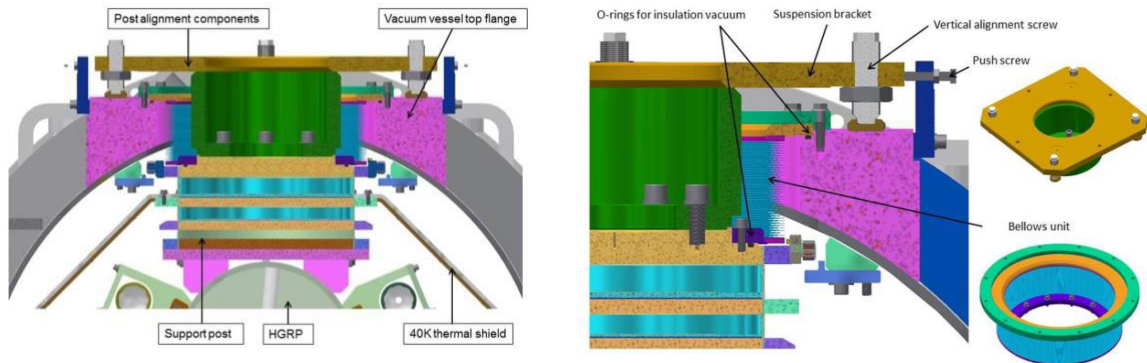 Post alignment components
Vacuum vessel top flange
Support post
HGRP
40K thermal shield
O-rings for insulation vacuum
Suspension bracket
Vertical alignment screw
Push screw
Bellows unit